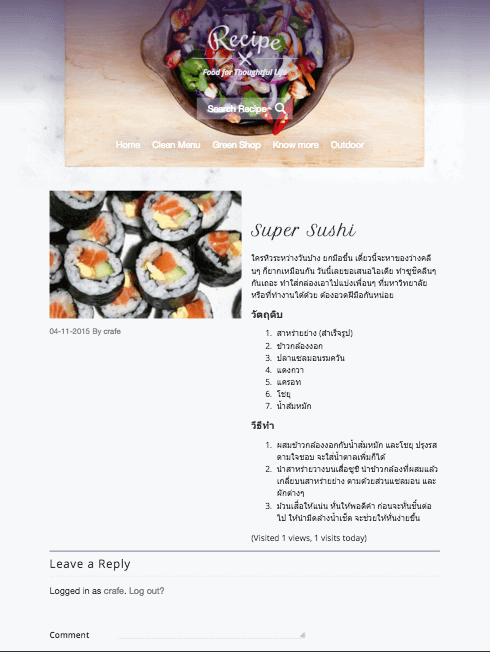 Recipe
Food for Thoughtful Life
Search Recipe
Home Clean Menu Green Shop Know more Outdoor
Super Sushi
ใครหิวระหว่างวันบ้าง ยกมือขึ้น เดี๋ยวนี้จะหาของว่างคลี
นๆ ก็ยากเหมือนกัน วันนี้เลยขอเสนอไอเดีย ทำซูชิคลีนๆ
กันเถอะ ทำใส่กล่องเอาไปแบ่งเพื่อนๆ ที่มหาวิทยาลัย
หรือที่ทำงานได้ด้วย ต้องอวดฝีมือกันหน่อย
04-11-2015 By crafe
วัตถุดิบ
1. สาหร่ายย่าง (สำเร็จรูป)
2. ข้าวกล้องงอก
3. ปลาแซลมอนรมควัน
4. แตงกวา
5. แครอท
6. โชยุ
7. น้ำส้มหมัก
วิธีทำ
1. ผสมข้าวกล้องงอกกับน้ำส้มหมัก และโชยุ ปรุงรส
ตามใจชอบ จะใส่น้ำตาลเพิ่มก็ได้
2. นำสาหร่ายวางบนเสื่อซูชิ นำข้าวกล้องที่ผสมแล้ว
เกลี่ยบนสาหร่ายย่าง ตามด้วยส่วนแซลมอน และ
ผักต่างๆ
3. ม้วนเสื่อให้แน่น หั่นให้พอดีคำ ก่อนจะหั่นชิ้นต่อ
ไป ให้นำมีดล้างน้ำเช็ด จะช่วยให้หั่นง่ายขึ้น
(Visited 1 views, 1 visits today)
Leave a Reply
Logged in as crafe. Log out?
Comment